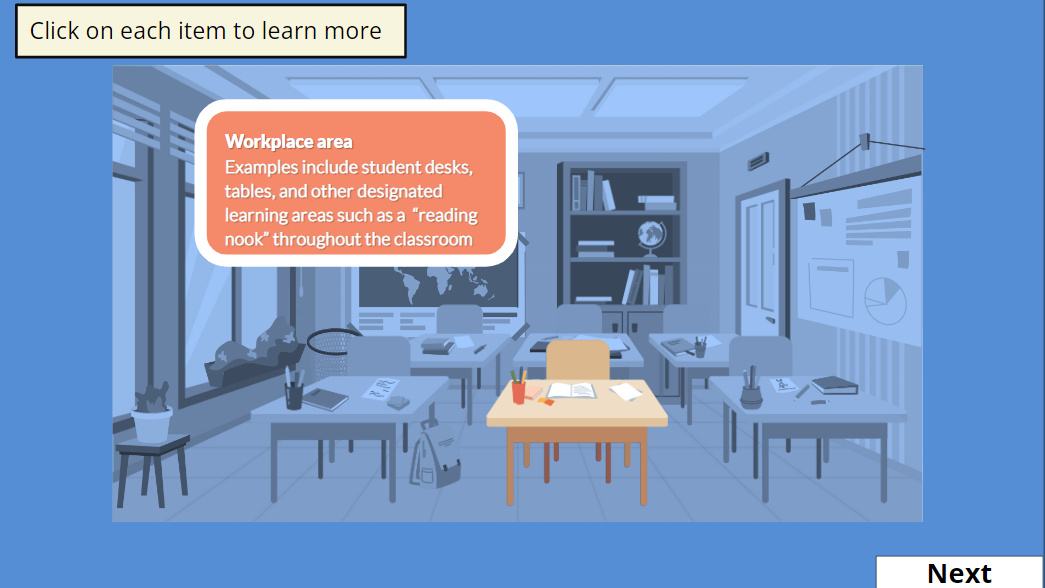 Click on each item to learn more
Workplace area
Examples include student desks,
tables, and other designated
learning areas such as a “reading
nook” throughout the classroom
Next